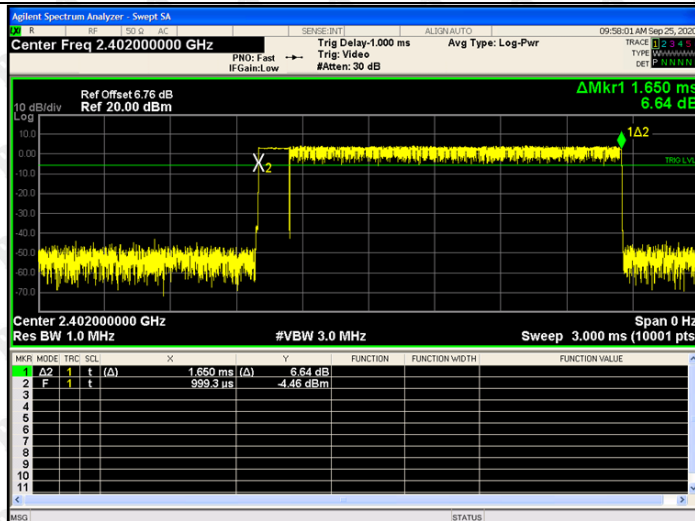 Agilent Spectrum Analyzer - Swept SA
R RF 50 Ω AC SENSE:INT ALIGNAUTO 09:58:01 AM Sep 25, 2020
Center Freq 2.402000000 GHz
PNO: Fast
IFGain:Low
Trig Delay-1.000 ms
Trig: Video
#Atten: 30 dB
Avg Type: Log-Pwr
TRACE 1 2 3 4 5
TYPE W
DET P N N N N
ΔMkr1 1.650 ms
6.64 dB
Ref Offset 6.76 dB
10 dB/div Ref 20.00 dBm
Log
10.0
0.00
-10.0
-20.0
-30.0
-40.0
-50.0
-60.0
-70.0
1Δ2
X2
TRIG LVL
Center 2.402000000 GHz Span 0 Hz
Res BW 1.0 MHz #VBW 3.0 MHz Sweep 3.000 ms (10001 pts
MKR MODE TRC SCL X Y FUNCTION FUNCTION WIDTH FUNCTION VALUE
1 Δ2 1 t (Δ) 1.650 ms (Δ) 6.64 dB
2 F 1 t 999.3 µs -4.46 dBm
3
4
5
6
7
8
9
10
11
MSG STATUS